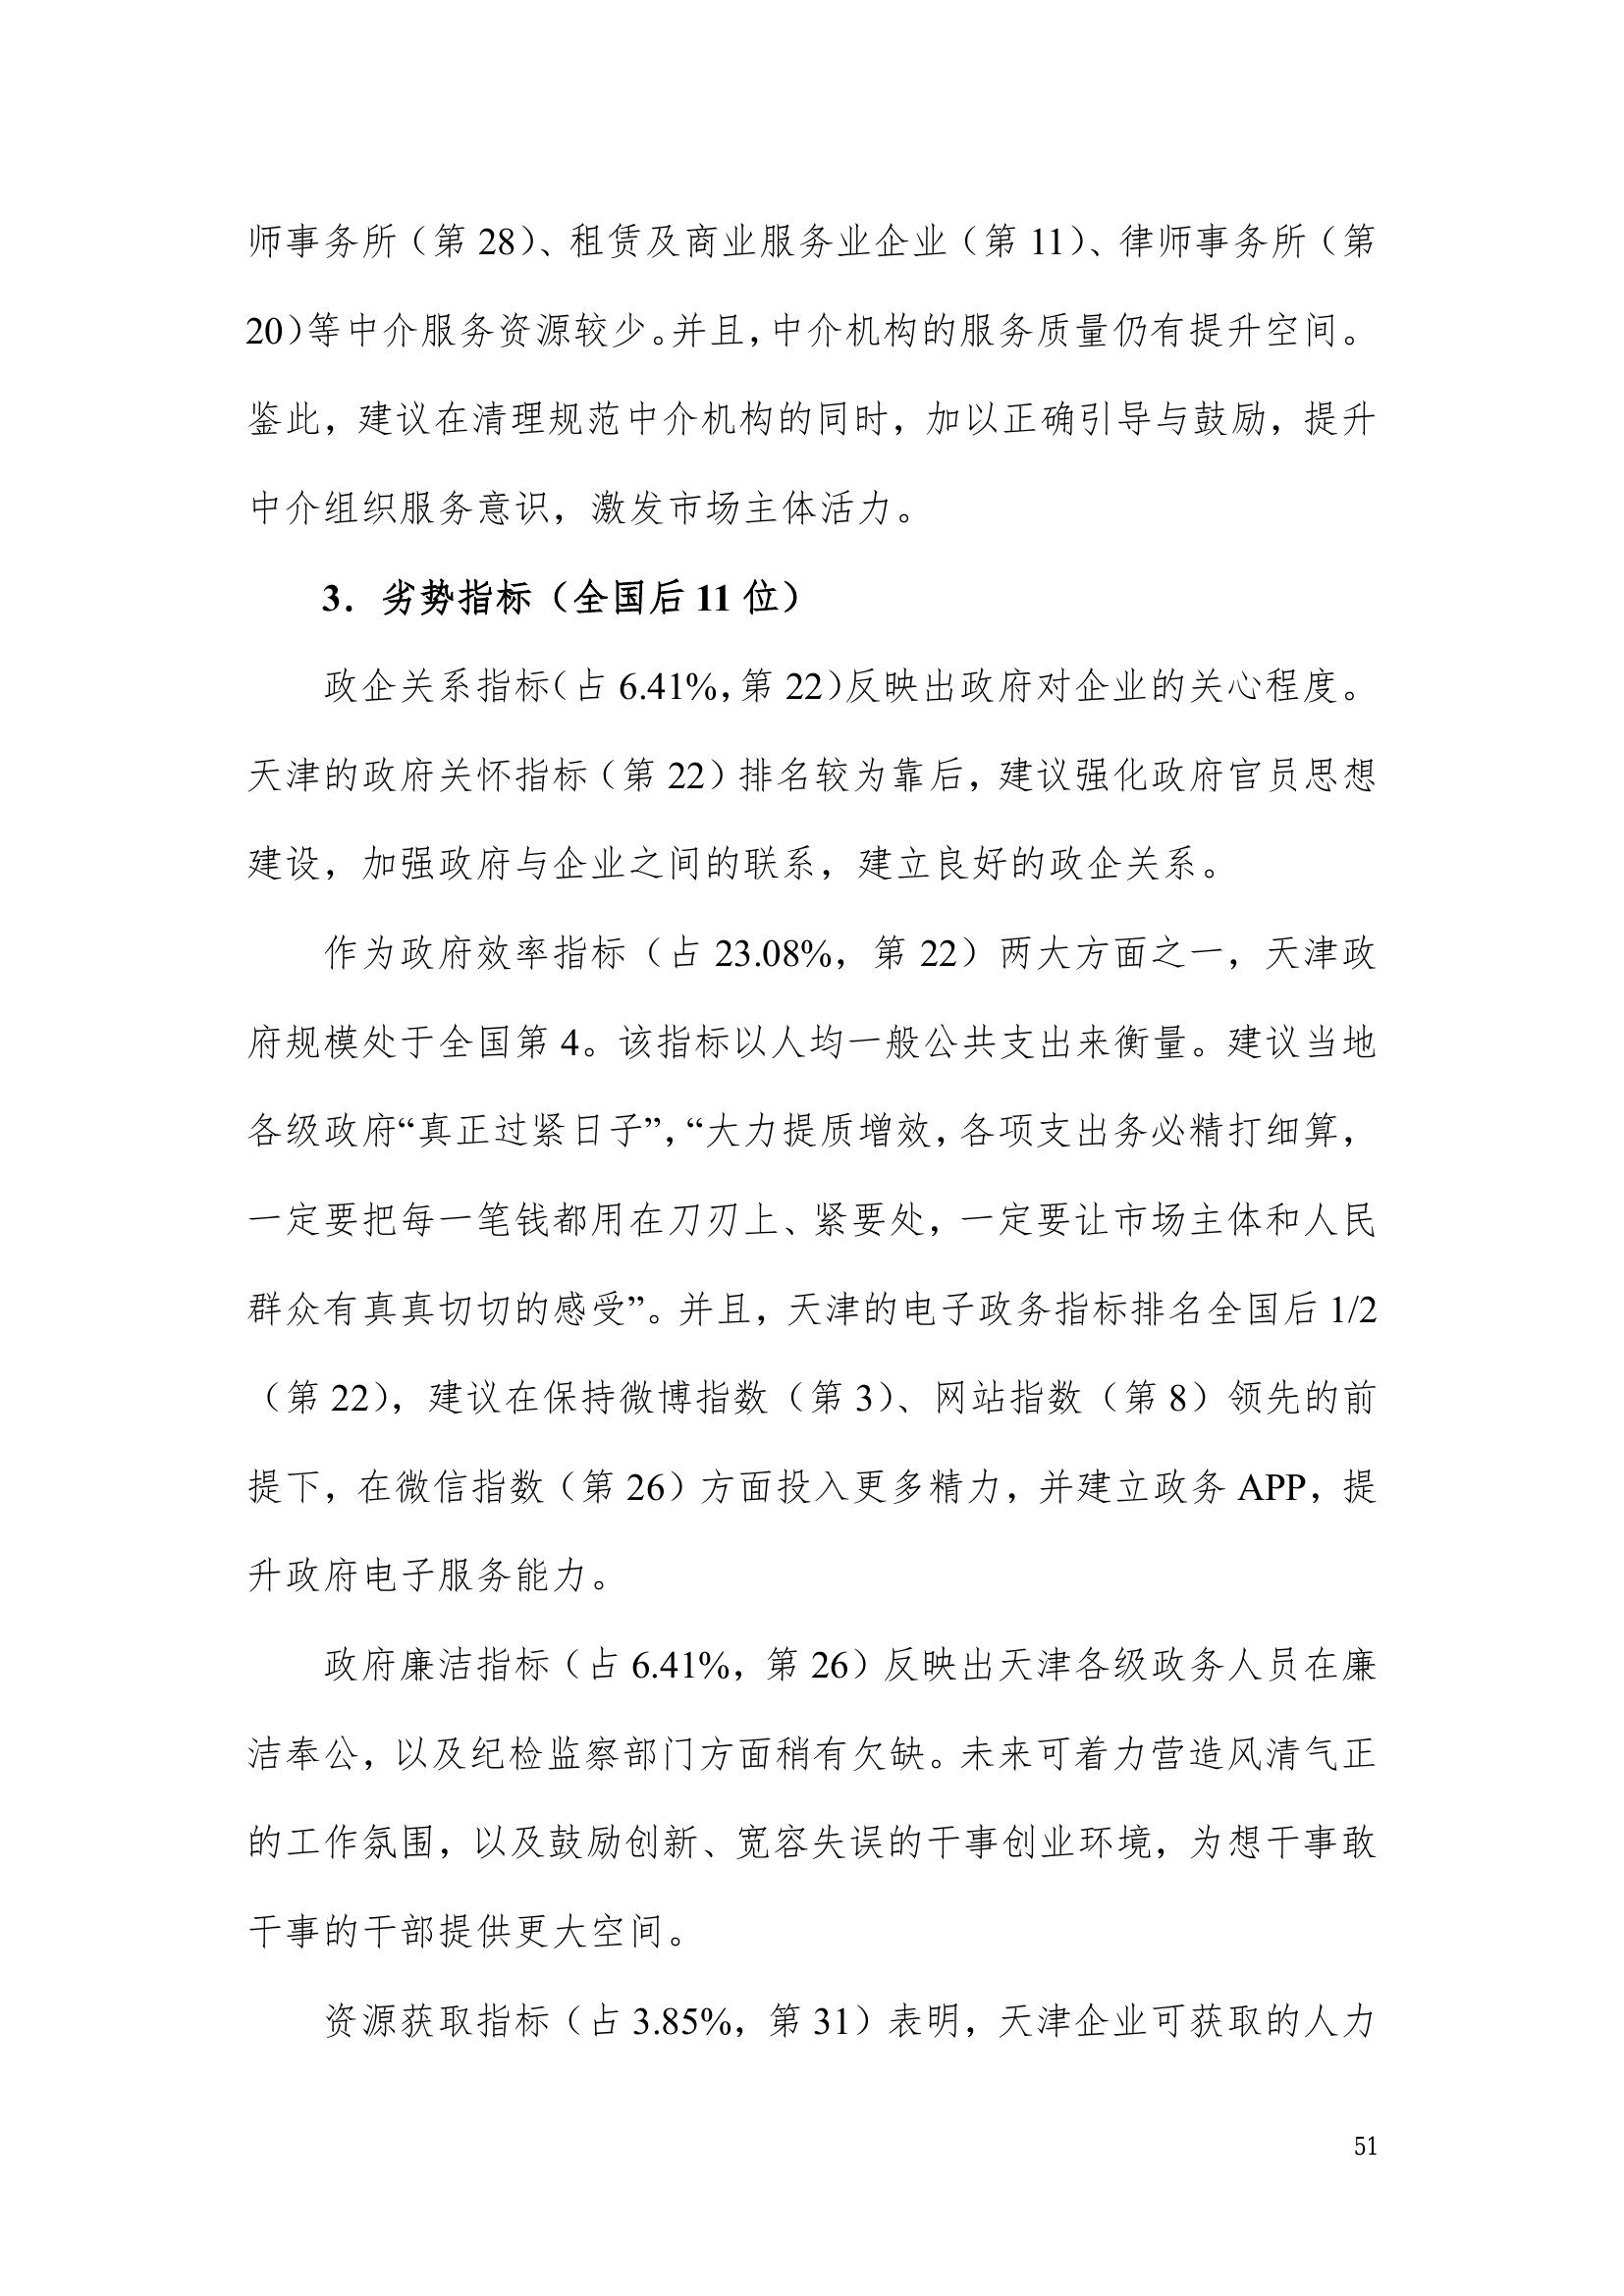 师事务所（第 28）、租赁及商业服务业企业（第 11）、律师事务所（第
20）等中介服务资源较少。并且，中介机构的服务质量仍有提升空间。
鉴此，建议在清理规范中介机构的同时，加以正确引导与鼓励，提升
中介组织服务意识，激发市场主体活力。
3．劣势指标（全国后 11 位）
政企关系指标（占 6.41%，第 22）反映出政府对企业的关心程度。
天津的政府关怀指标（第 22）排名较为靠后，建议强化政府官员思想
建设，加强政府与企业之间的联系，建立良好的政企关系。
作为政府效率指标（占 23.08%，第 22）两大方面之一，天津政
府规模处于全国第 4。该指标以人均一般公共支出来衡量。建议当地
各级政府“真正过紧日子”，“大力提质增效，各项支出务必精打细算，
一定要把每一笔钱都用在刀刃上、紧要处，一定要让市场主体和人民
群众有真真切切的感受”。并且，天津的电子政务指标排名全国后 1/2
（第 22），建议在保持微博指数（第 3）、网站指数（第 8）领先的前
提下，在微信指数（第 26）方面投入更多精力，并建立政务 APP，提
升政府电子服务能力。
政府廉洁指标（占 6.41%，第 26）反映出天津各级政务人员在廉
洁奉公，以及纪检监察部门方面稍有欠缺。未来可着力营造风清气正
的工作氛围，以及鼓励创新、宽容失误的干事创业环境，为想干事敢
干事的干部提供更大空间。
资源获取指标（占 3.85%，第 31）表明，天津企业可获取的人力
51